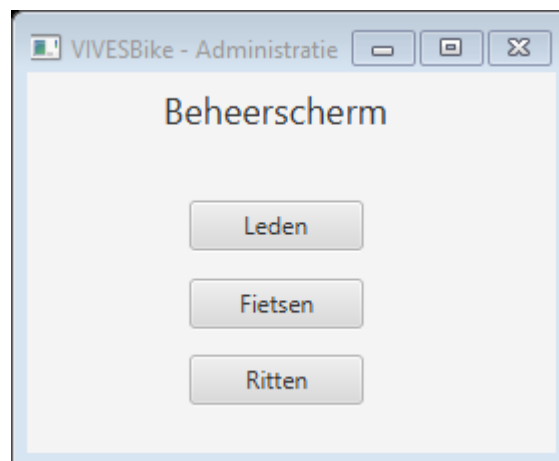 VIVESBike - Administratie
Beheerscherm
Leden
Fietsen
Ritten